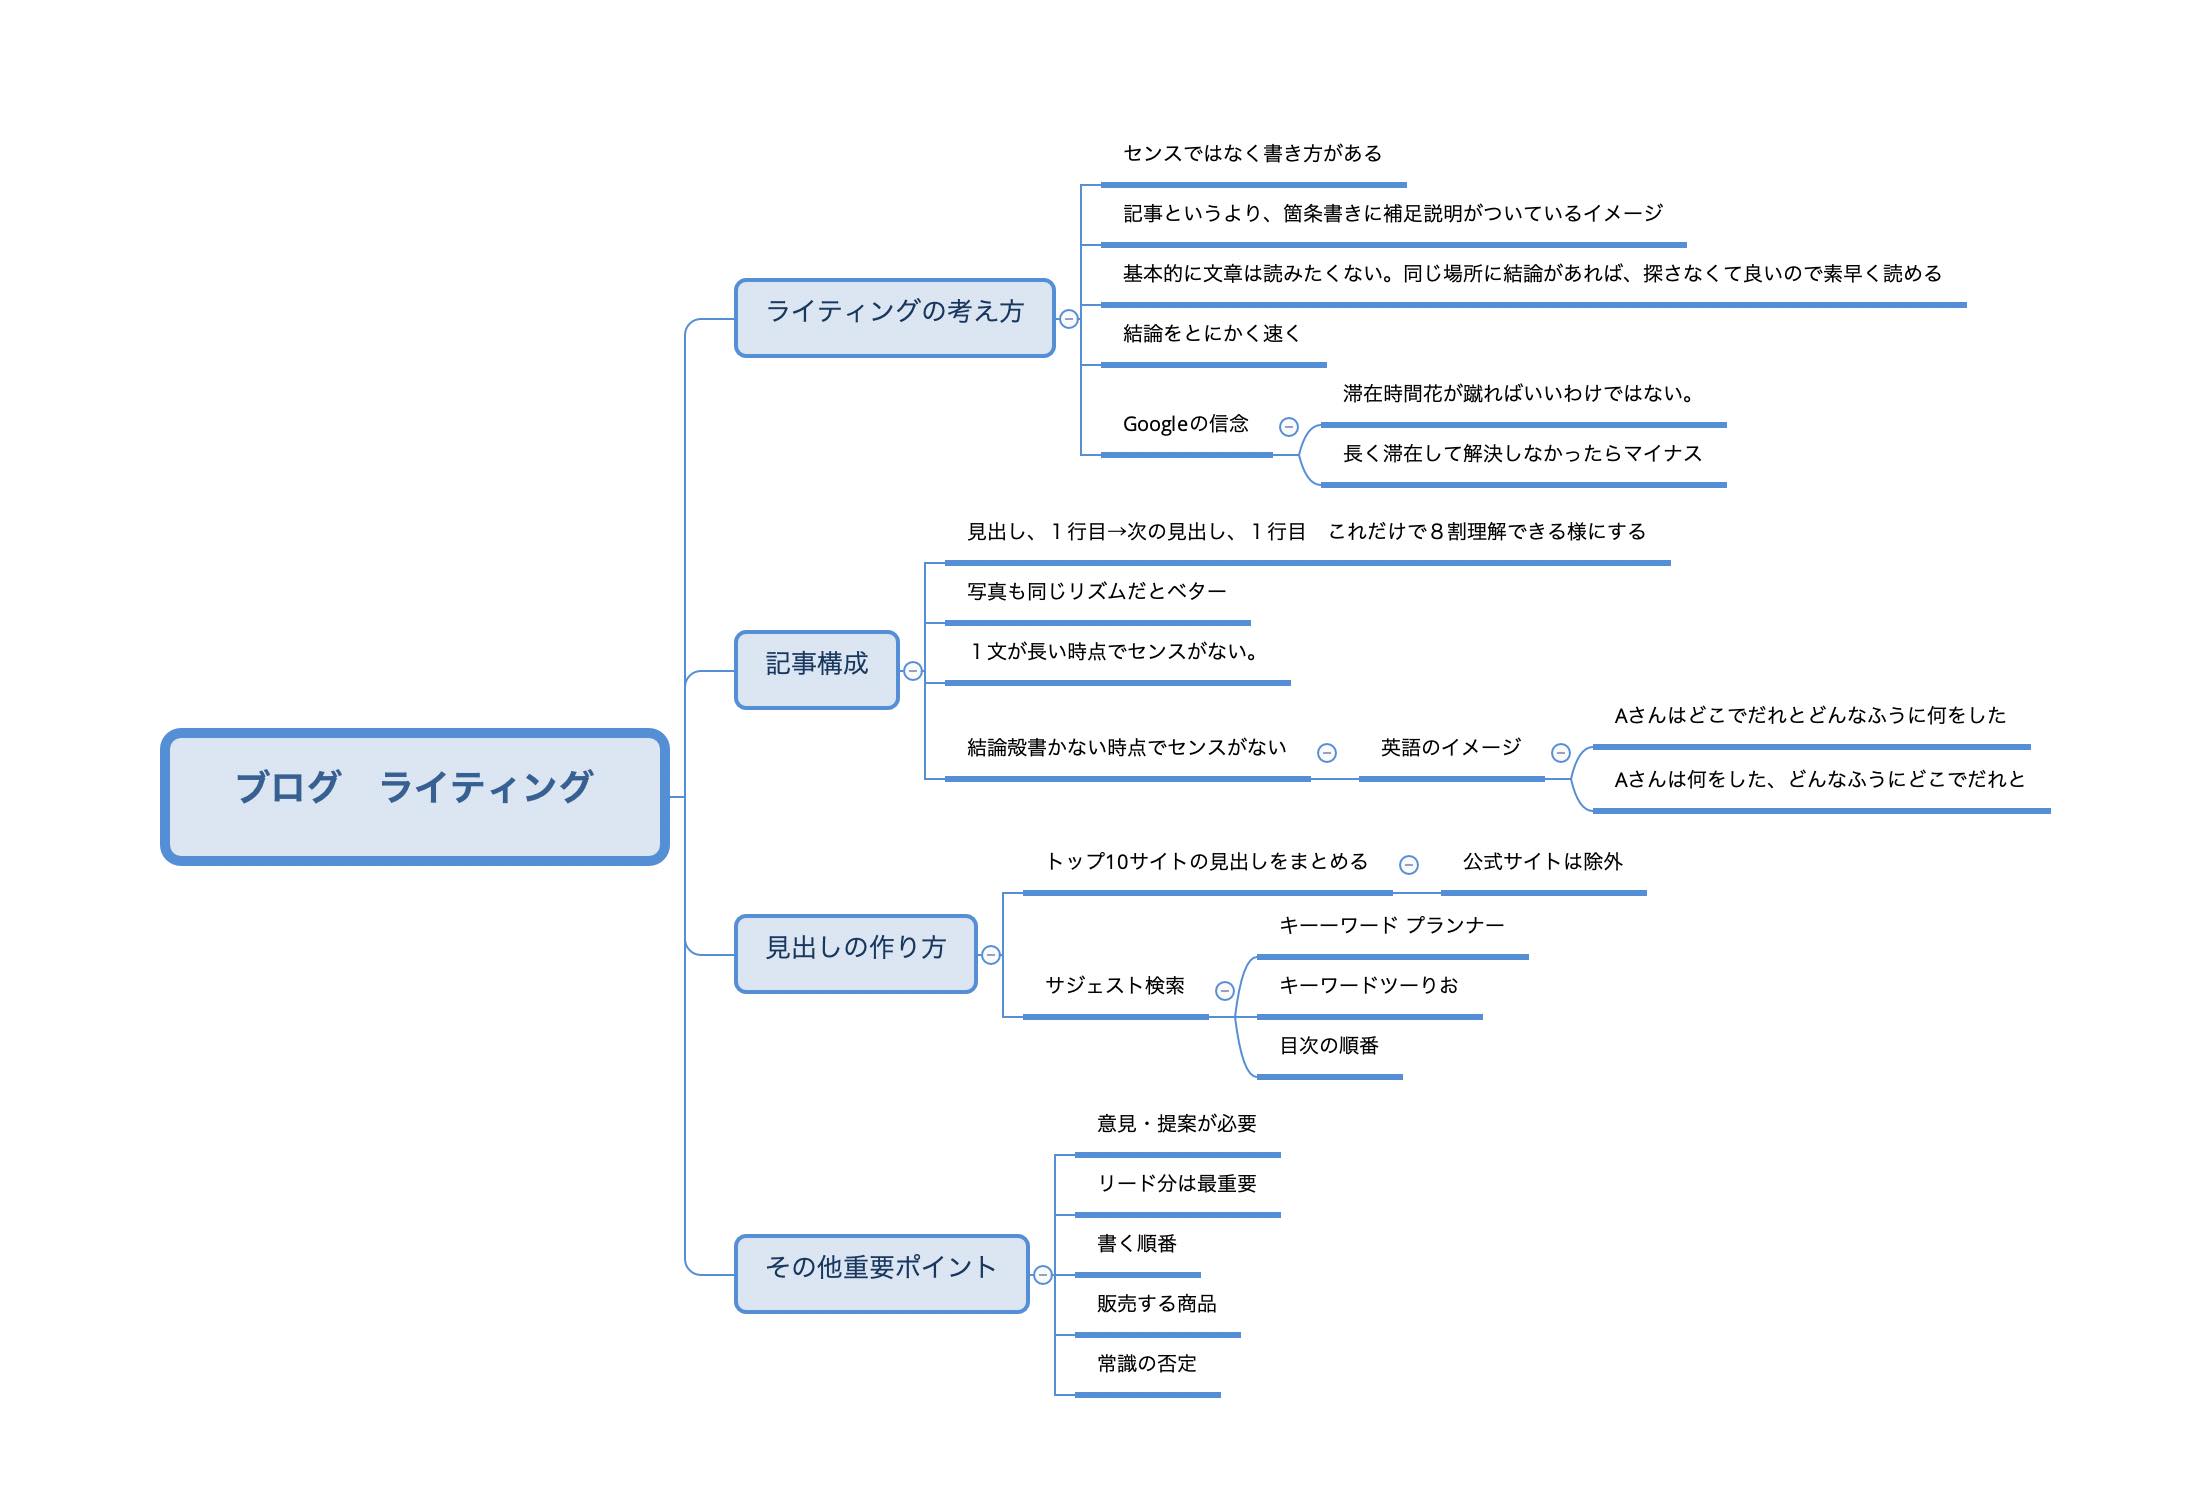 ブログ　ライティング
ライティングの考え方
センスではなく書き方がある
記事というより、箇条書きに補足説明がついているイメージ
基本的に文章は読みたくない。同じ場所に結論があれば、探さなくて良いので素早く読める
結論をとにかく速く
Googleの信念
滞在時間花が蹴ればいいわけではない。
長く滞在して解決しなかったらマイナス
記事構成
見出し、１行目→次の見出し、１行目　これだけで８割理解できる様にする
写真も同じリズムだとベター
１文が長い時点でセンスがない。
結論殻書かない時点でセンスがない
英語のイメージ
Aさんはどこでだれとどんなふうに何をした
Aさんは何をした、どんなふうにどこでだれと
見出しの作り方
トップ10サイトの見出しをまとめる
公式サイトは除外
サジェスト検索
キーーワード プランナー
キーワードツーりお
目次の順番
その他重要ポイント
意見・提案が必要
リード分は最重要
書く順番
販売する商品
常識の否定